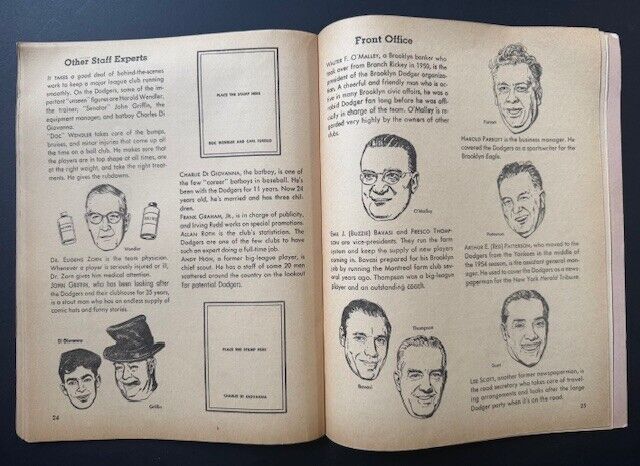 Other Staff Experts
IT TAKES a good deal of behind-the-scenes
work to keep a major league club running
smoothly. On the Dodgers, some of the im-
portant "unseen" figures are Harold Wendler,
the trainer; "Senator" John Griffin, the
equipment manager, and batboy Charles Di
Giovanna.
"Doc" WENDLER takes care of the bumps,
bruises, and minor injuries that come up all
the time on a ball club. He makes sure that
the players are in top shape at all times, are
at the right weight, and take the right treat-
ments. He gives the rubdowns.
Wendler
DR. EUGENE ZORN is the team physician.
Whenever a player is seriously injured or ill,
Dr. Zorn gives him medical attention.
JOHN GRIFFIN, who has been looking after
the Dodgers and their clubhouse for 35 years,
is a stout man who has an endless supply of
comic hats and funny stories.
Di Giovanna
Griffin
24
PLACE THE STAMP HERE
DOC WENDLER AND CARL FURILLO
CHARLIE DI GIOVANNA, the batboy, is one of
the few "career" batboys in baseball. He's
been with the Dodgers for 11 years. Now 24
years old, he's married and has three chil-
dren.
FRANK GRAHAM, JR., is in charge of publicity,
and Irving Rudd works on special promotions.
ALLAN ROTH is the club's statistician. The
Dodgers are one of the few clubs to have
such an expert doing a full-time job.
ANDY HIGH, a former big-league player, is
chief scout. He has a staff of some 20 men
scattered around the country on the lookout
for potential Dodgers.
PLACE THE STAMP HERE
CHARLIE DI GIOVANNA
Front Office
WALTER F. O'MALLEY, a Brooklyn banker who
took over from Branch Rickey in 1950, is the
president of the Brooklyn Dodger organiza-
tion. A cheerful and friendly man who is ac-
tive in many Brooklyn civic affairs, he was a
rabid Dodger fan long before he was offi-
cially in charge of the team. O'Malley is re-
garded very highly by the owners of other
clubs.
O'Malley
J. (BUZZIE) BAVASI and FRESCO THOMP-
SON are vice-presidents. They run the farm
system and keep the supply of new players
coming in. Bavasi prepared for his Brooklyn
job by running the Montreal farm club sev-
eral years ago. Thompson was a big-league
player and an outstanding coach.
Thompson
Bavasi
Parrott
HAROLD PARROTT is the business manager. He
covered the Dodgers as a sportswriter for the
Brooklyn Eagle.
Patterson
ARTHUR E. (RED) PATTERSON, who moved to the
Dodgers from the Yankees in the middle of
the 1954 season, is the assistant general man-
ager. He used to cover the Dodgers as a news-
paperman for the New York Herald Tribune.
Scott
LEE SCOTT, another former newspaperman, is
the road secretary who takes care of travel-
ing arrangements and looks after the large
Dodger party when it's on the road.
25